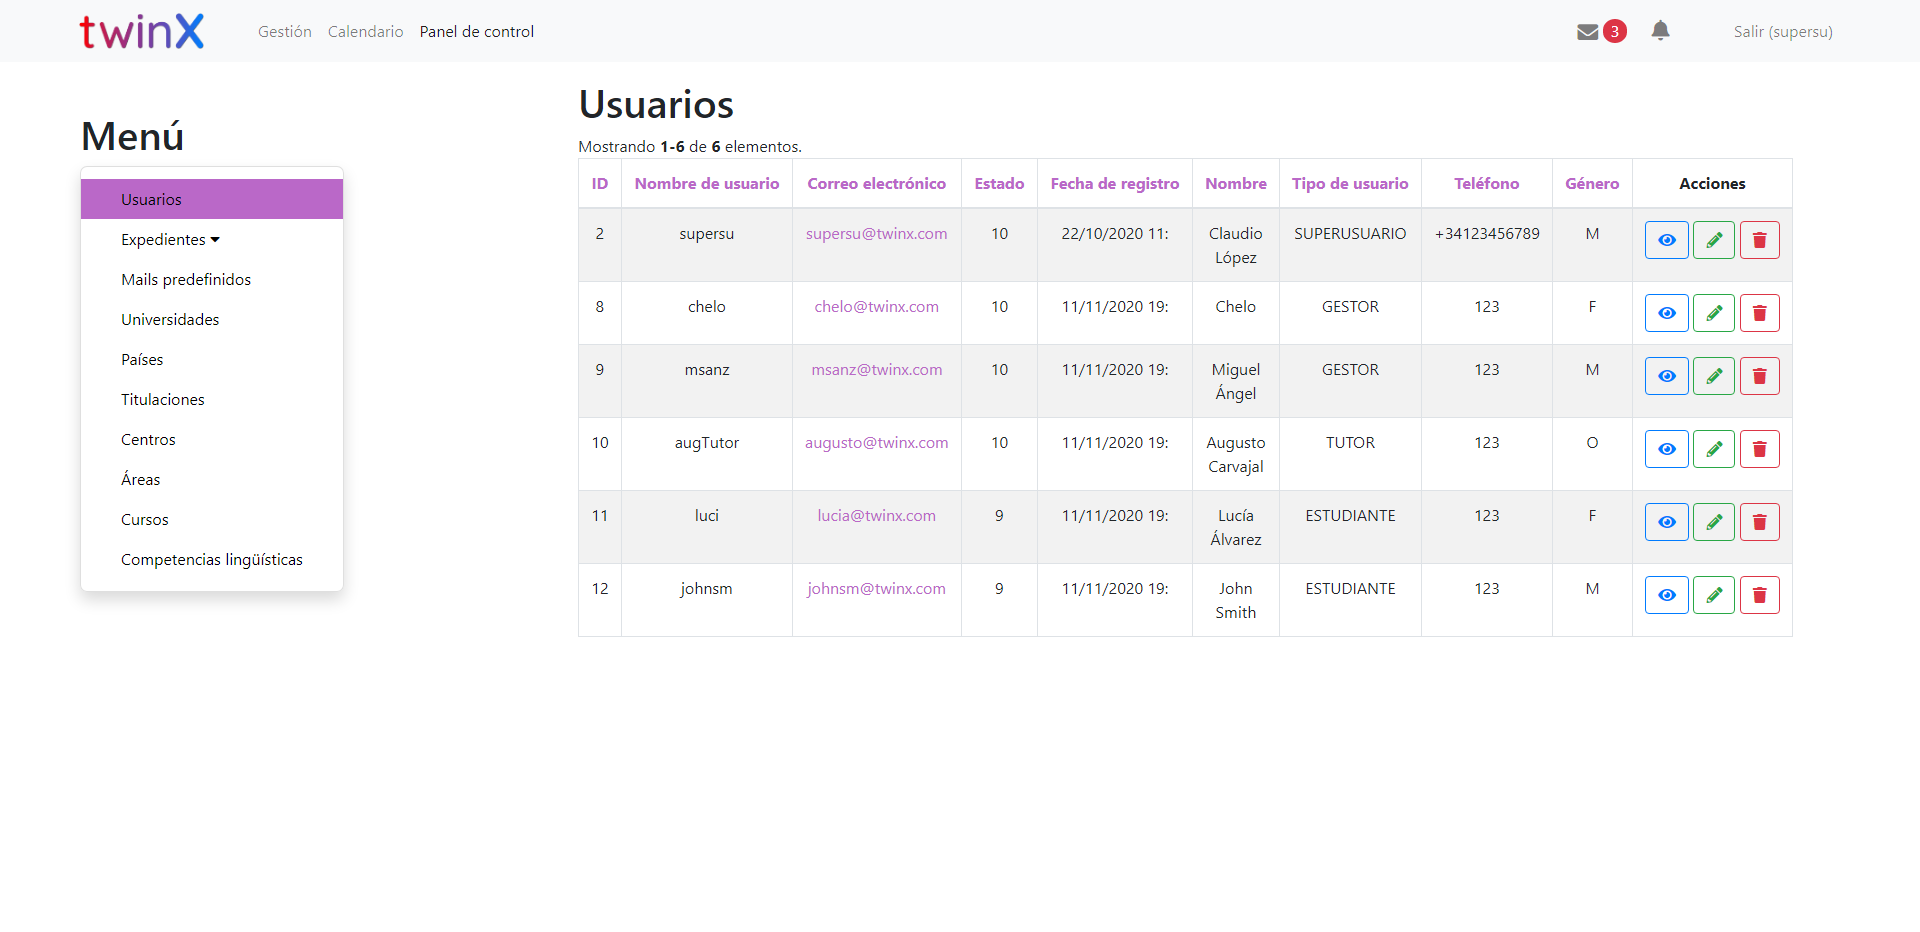 twinX Gestión Calendario Panel de control 3 Salir (supersu)
Menú
Usuarios
Expedientes
Mails predefinidos
Universidades
Países
Titulaciones
Centros
Áreas
Cursos
Competencias lingüísticas
Usuarios
Mostrando 1-6 de 6 elementos.
ID Nombre de usuario Correo electrónico Estado Fecha de registro Nombre Tipo de usuario Teléfono Género Acciones
2 supersu supersu@twinx.com 10 22/10/2020 11: Claudio SUPERUSUARIO +34123456789 M
López
8 chelo chelo@twinx.com 10 11/11/2020 19: Chelo GESTOR 123 F
9 msanz msanz@twinx.com 10 11/11/2020 19: Miguel GESTOR 123 M
Ángel
10 augTutor augusto@twinx.com 10 11/11/2020 19: Augusto TUTOR 123 O
Carvajal
11 luci lucia@twinx.com 9 11/11/2020 19: Lucía ESTUDIANTE 123 F
Álvarez
12 johnsm johnsm@twinx.com 9 11/11/2020 19: John ESTUDIANTE 123 M
Smith